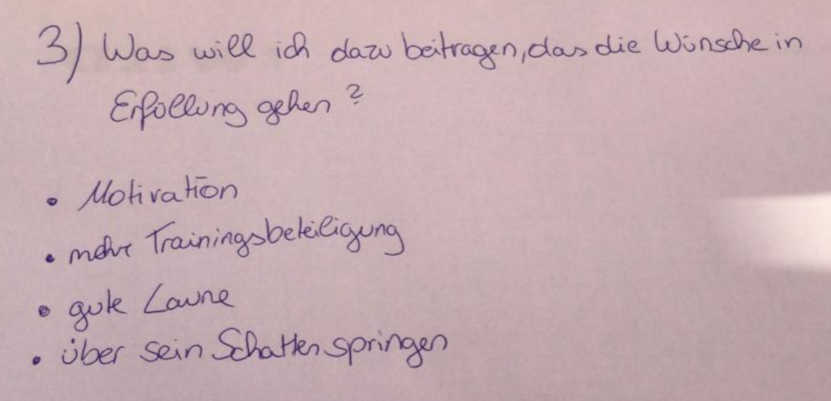 3) Was will ich dazu beitragen, das die Wünsche in
Erfüllung gehen?
• Motivation
• mehr Trainingsbeteiligung
• gute Laune
• über sein Schatten springen